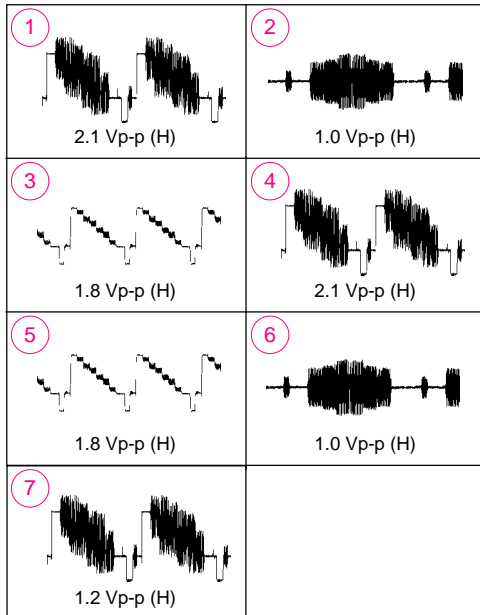 1
2.1 Vp-p (H)
2
1.0 Vp-p (H)
3
1.8 Vp-p (H)
4
2.1 Vp-p (H)
5
1.8 Vp-p (H)
6
1.0 Vp-p (H)
7
1.2 Vp-p (H)